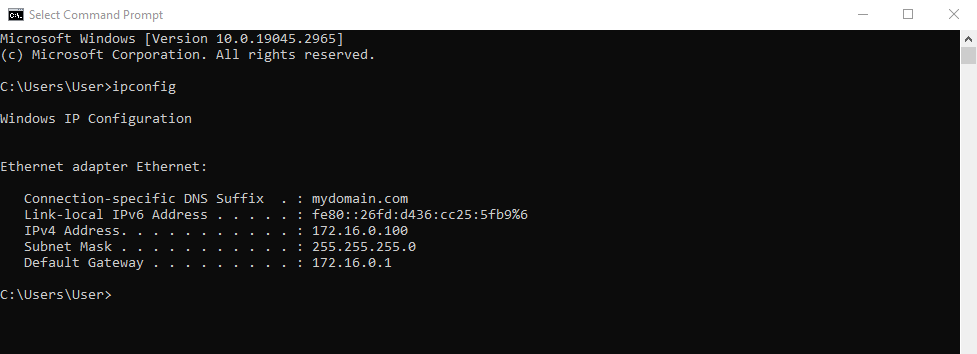 Select Command Prompt
Microsoft Windows [Version 10.0.19045.2965]
(c) Microsoft Corporation. All rights reserved.
C:\Users\User>ipconfig
Windows IP Configuration
Ethernet adapter Ethernet:
   Connection-specific DNS Suffix  . : mydomain.com
   Link-local IPv6 Address . . . . . : fe80::26fd:d436:cc25:5fb9%6
   IPv4 Address. . . . . . . . . . . : 172.16.0.100
   Subnet Mask . . . . . . . . . . . : 255.255.255.0
   Default Gateway . . . . . . . . . : 172.16.0.1
C:\Users\User>